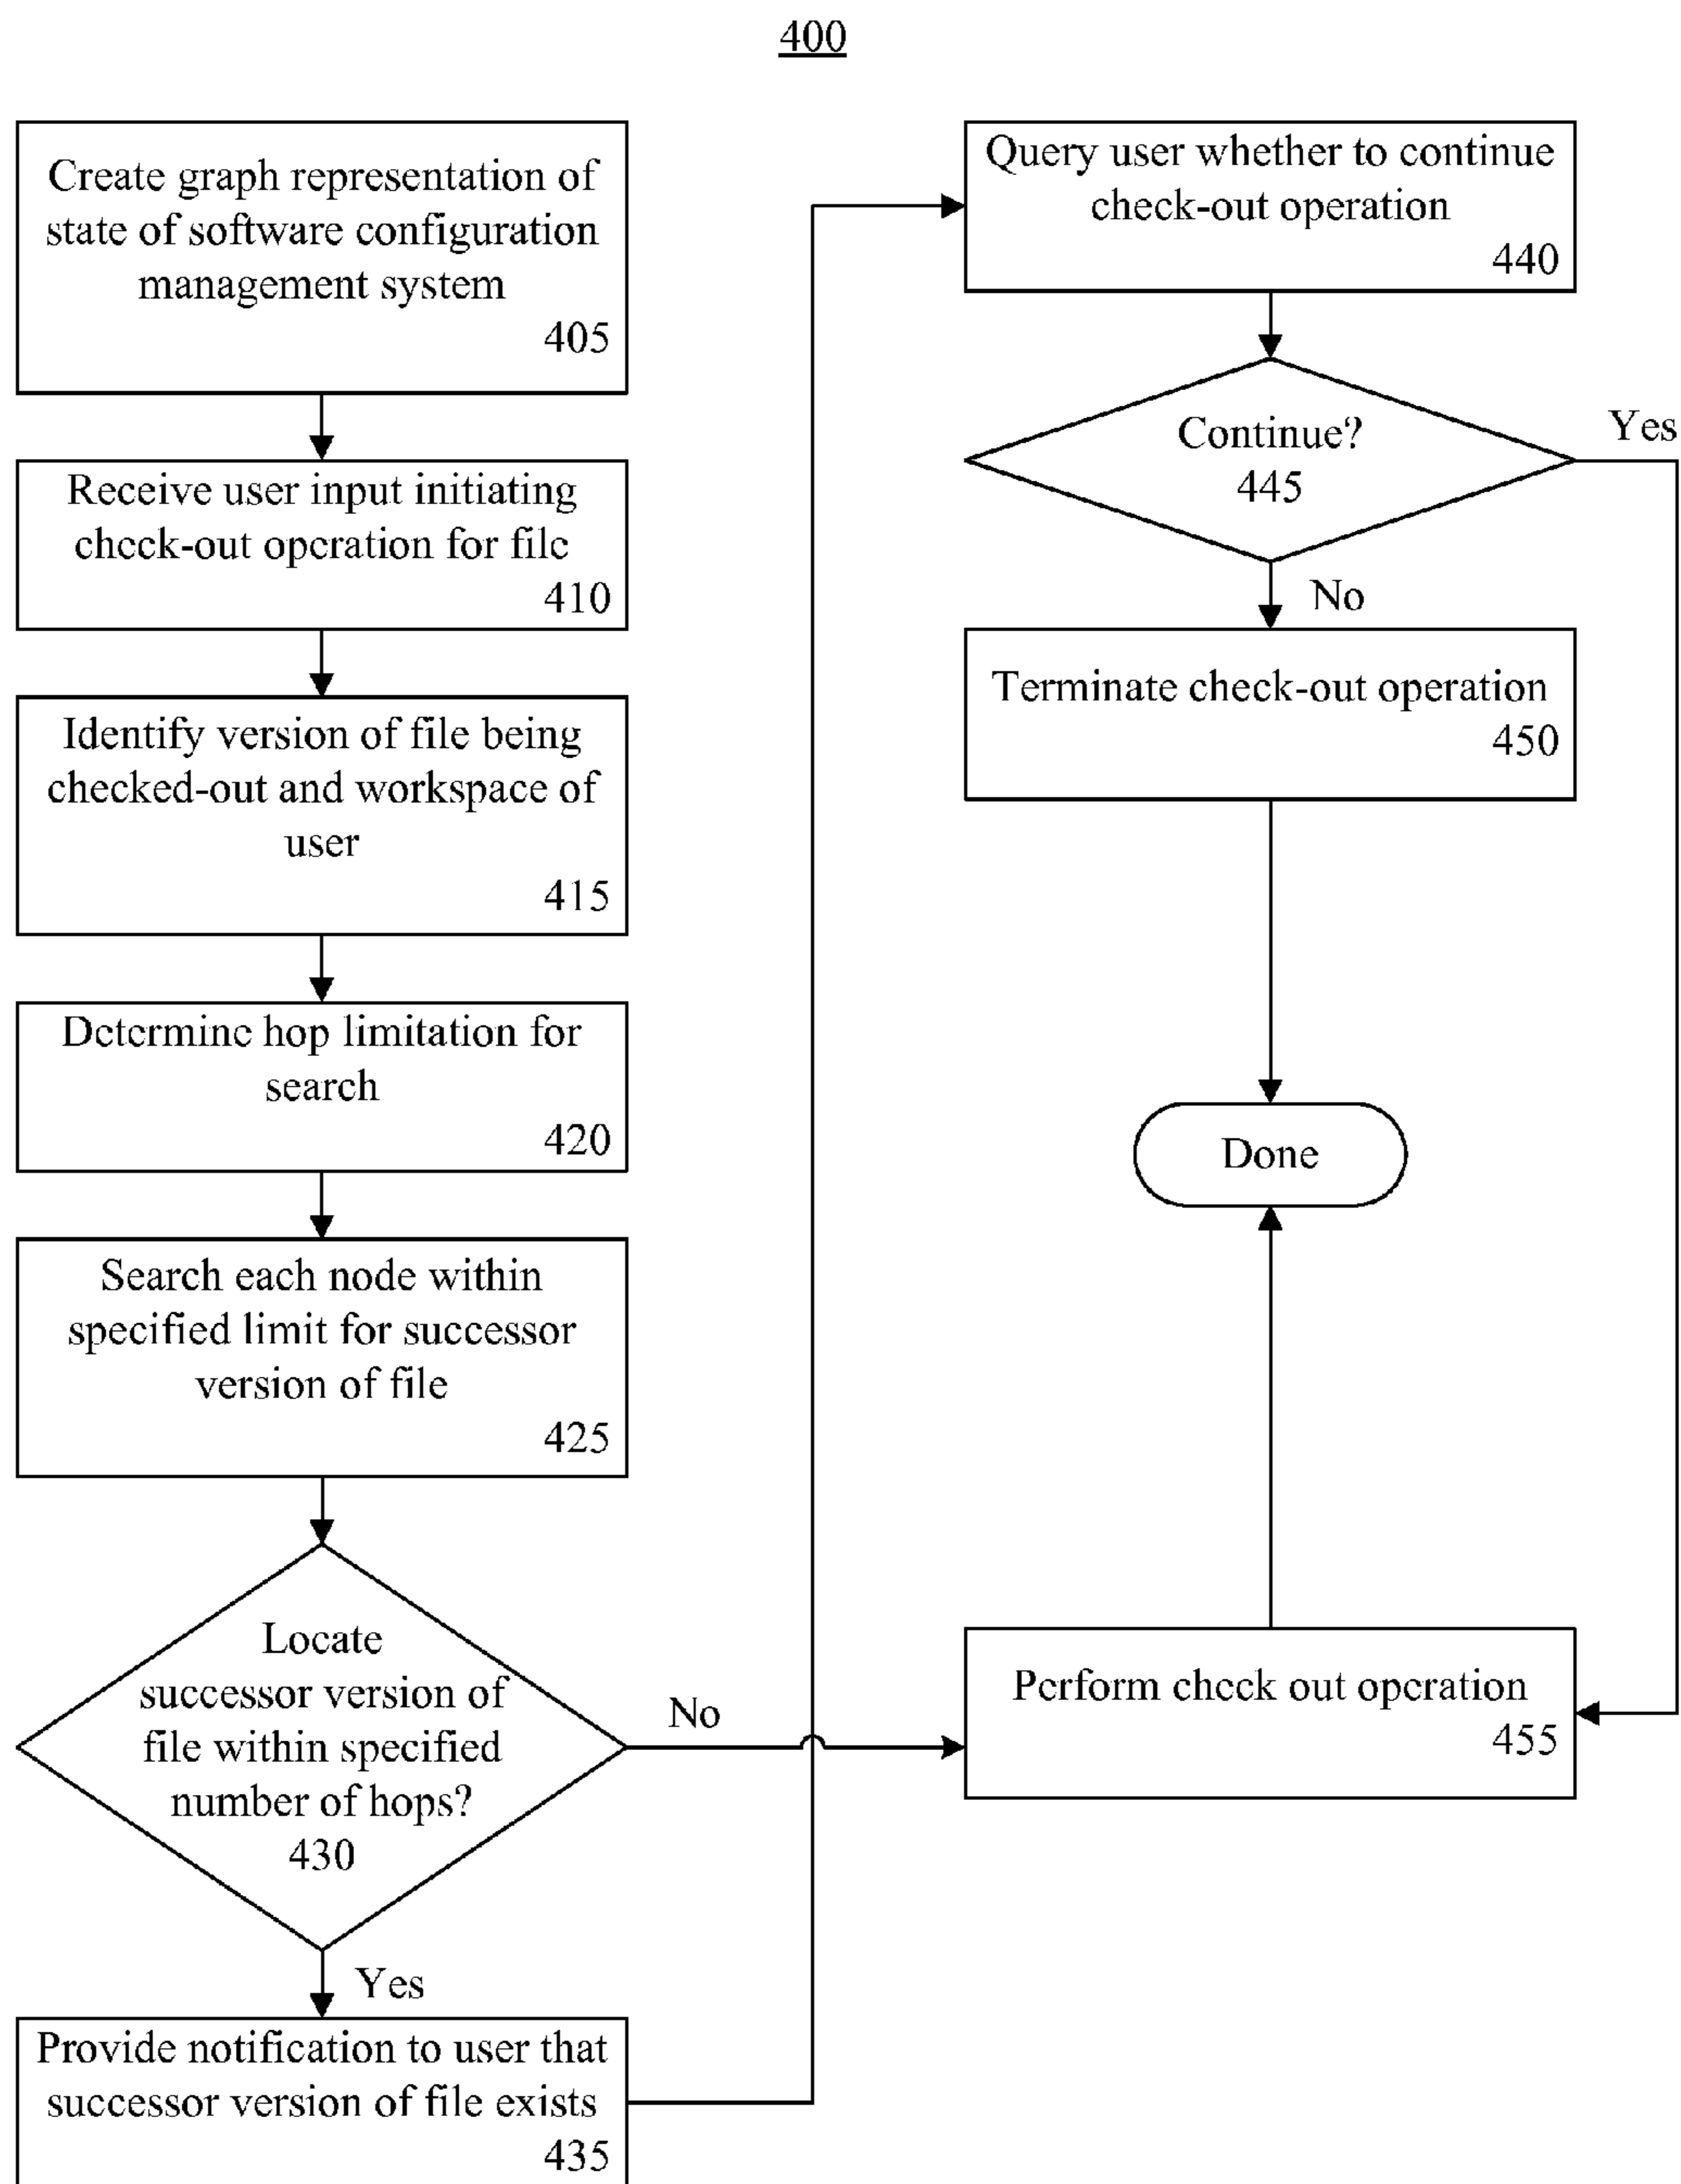 400
Create graph representation of
state of software configuration
management system
405
Receive user input initiating
check-out operation for file
410
Identify version of file being
checked-out and workspace of
user
415
Determine hop limitation for
search
420
Search each node within
specified limit for successor
version of file
425
Locate
successor version of
file within specified
number of hops?
430
No
Yes
Provide notification to user that
successor version of file exists
435
Query user whether to continue
check-out operation
440
Continue?
445
Yes
No
Terminate check-out operation
450
Done
Perform check out operation
455